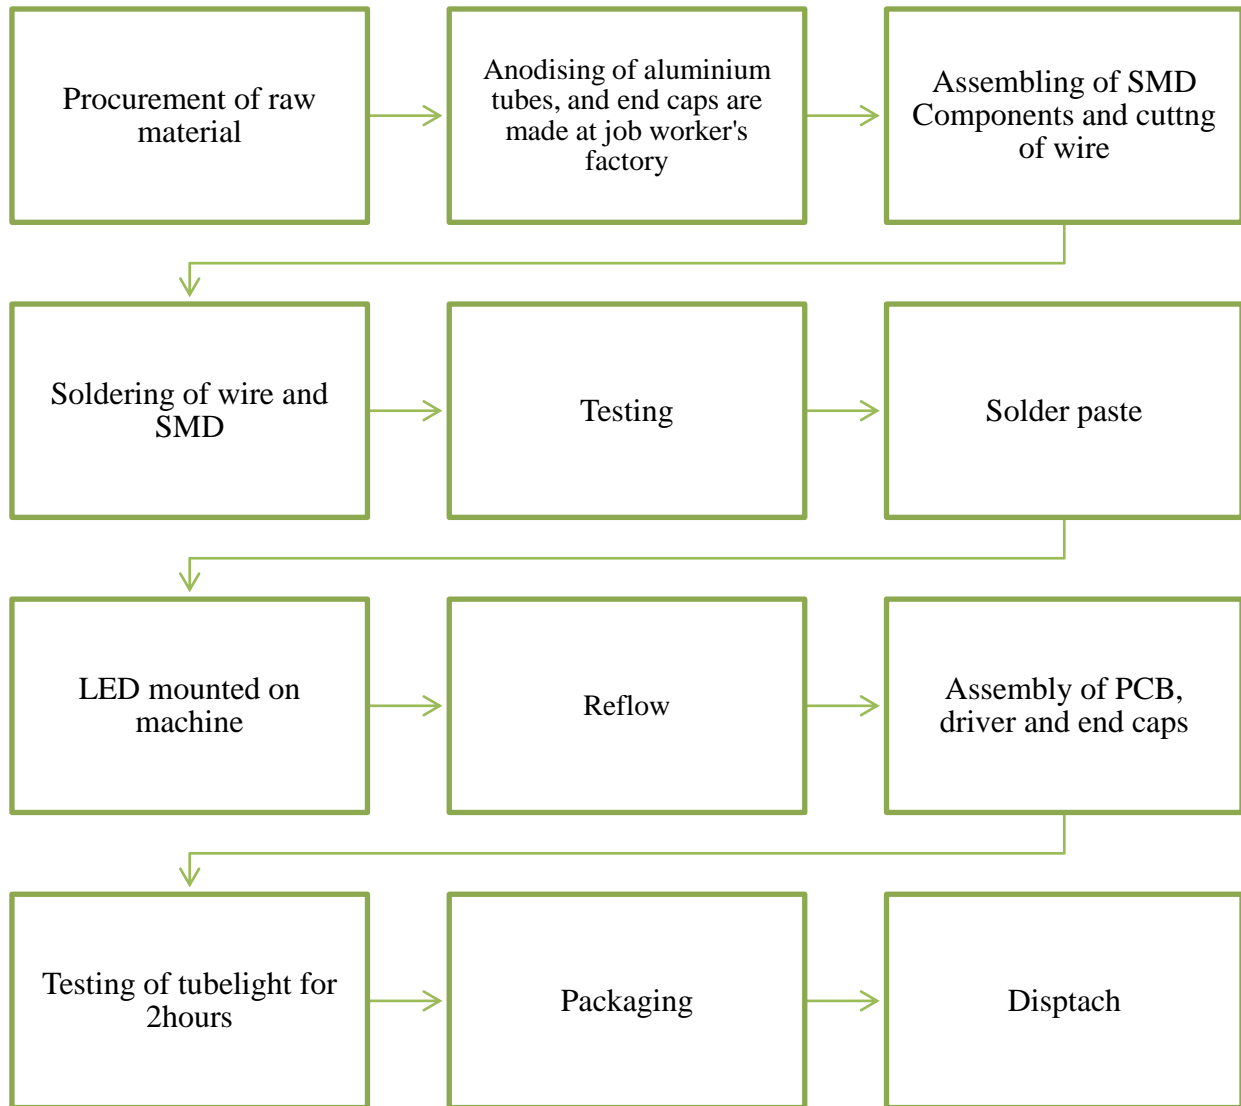 Procurement of raw
material
Anodising of aluminium
tubes, and end caps are
made at job worker's
factory
Assembling of SMD
Components and cuttng
of wire
Soldering of wire and
SMD
Testing
Solder paste
LED mounted on
machine
Reflow
Assembly of PCB,
driver and end caps
Testing of tubelight for
2hours
Packaging
Disptach